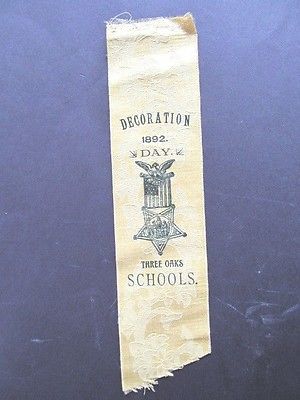 DECORATION
1892.
DAY.
THREE OAKS
SCHOOLS.